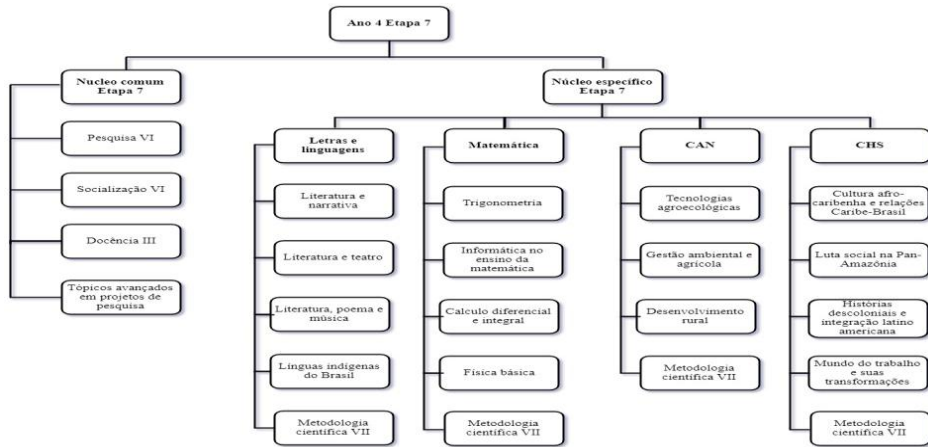 Ano 4 Etapa 7
Nucleo comum
Etapa 7
Pesquisa VI
Socialização VI
Docência III
Tópicos avançados
em projetos de
pesquisa
Núcleo específico
Etapa 7
Letras e
linguagens
Literatura e
narrativa
Literatura e teatro
Literatura, poema e
música
Línguas indígenas
do Brasil
Metodologia
científica VII
Matemática
Trigonometria
Informática no
ensino da
matemática
Calculo diferencial
e integral
Física básica
Metodologia
científica VII
CAN
Tecnologias
agroecológicas
Gestão ambiental e
agrícola
Desenvolvimento
rural
Metodologia
científica VII
CHS
Cultura afro-
caribenha e relações
Caribe-Brasil
Luta social na Pan-
Amazônia
Histórias
descoloniais e
integração latino
americana
Mundo do trabalho
e suas
transformações
Metodologia
científica VII